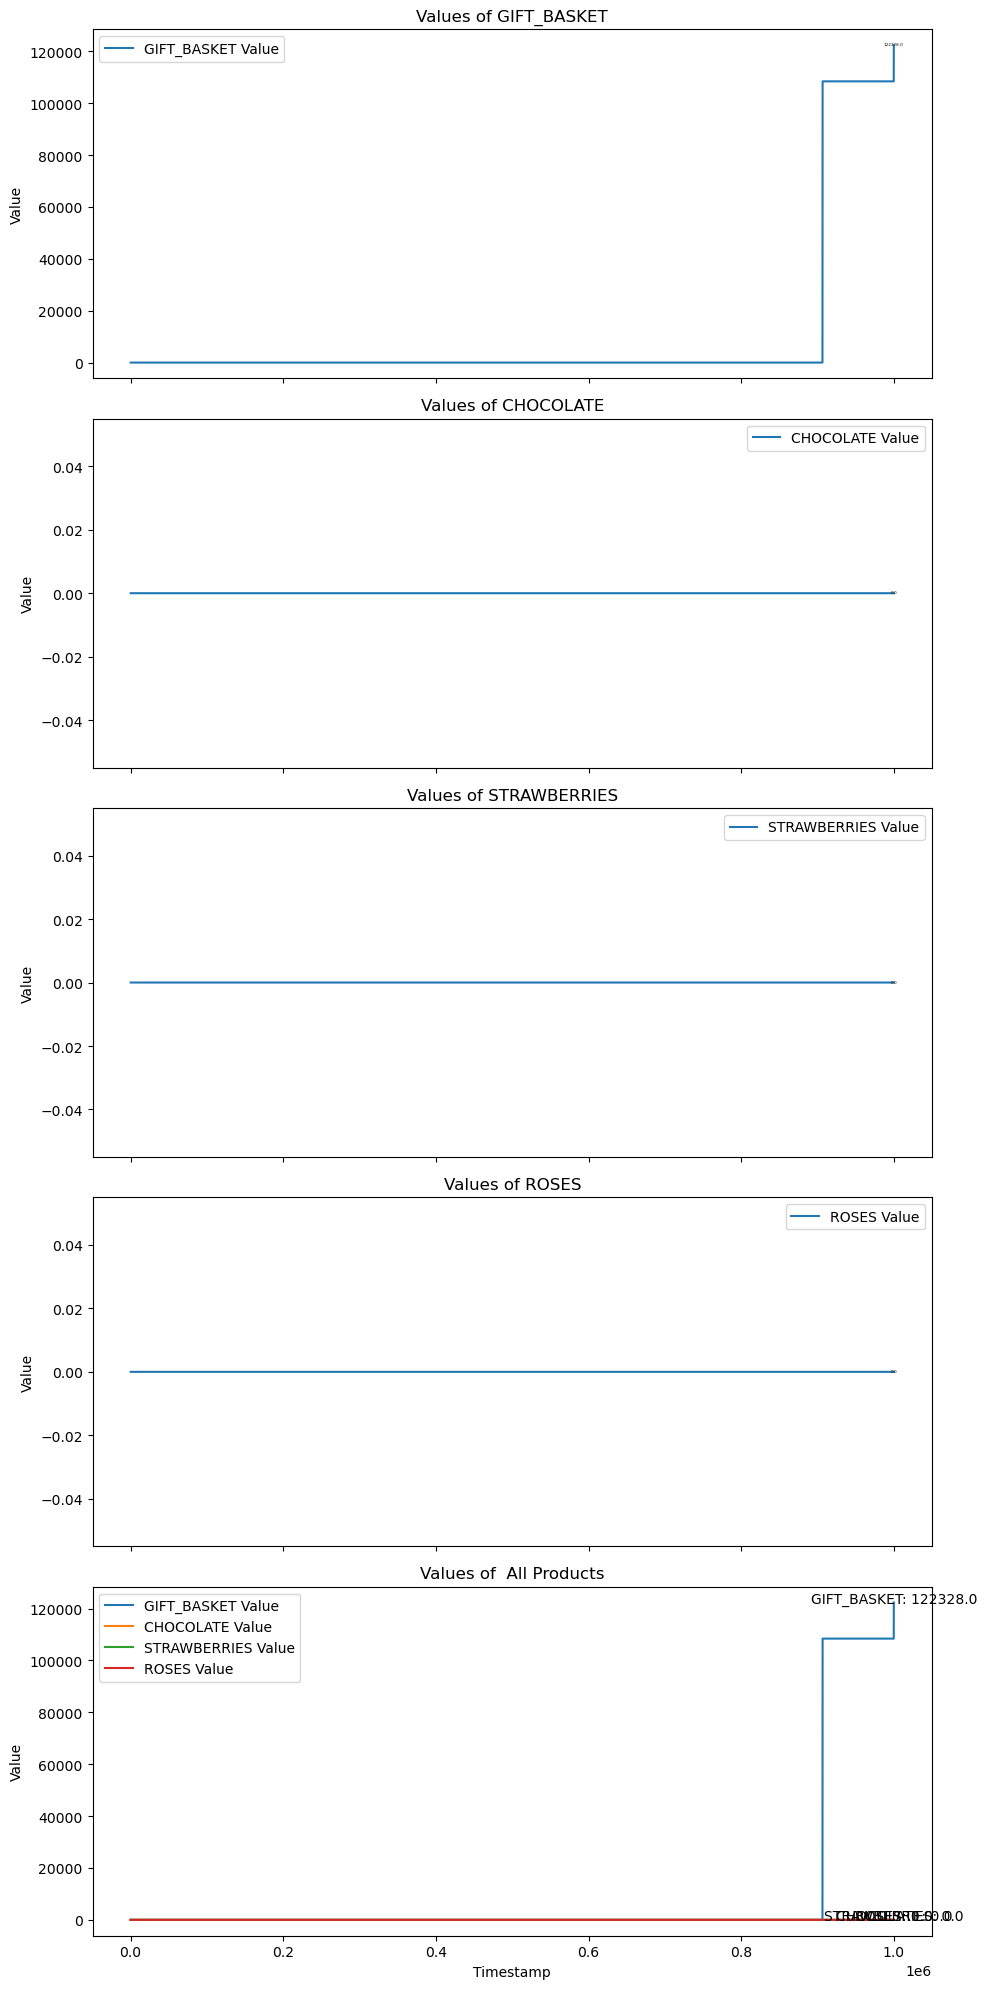 Values of GIFT_BASKET
GIFT_BASKET Value
120000
100000
80000
60000
40000
20000
0
Value
122328.0
Values of CHOCOLATE
CHOCOLATE Value
0.04
0.02
0.00
−0.02
−0.04
Value
Values of STRAWBERRIES
STRAWBERRIES Value
0.04
0.02
0.00
−0.02
−0.04
Value
Values of ROSES
ROSES Value
0.04
0.02
0.00
−0.02
−0.04
Value
Values of  All Products
GIFT_BASKET Value
CHOCOLATE Value
STRAWBERRIES Value
ROSES Value
GIFT_BASKET: 122328.0
120000
100000
80000
60000
40000
20000
0
Value
0.0
0.2
0.4
0.6
0.8
1.0
1e6
Timestamp